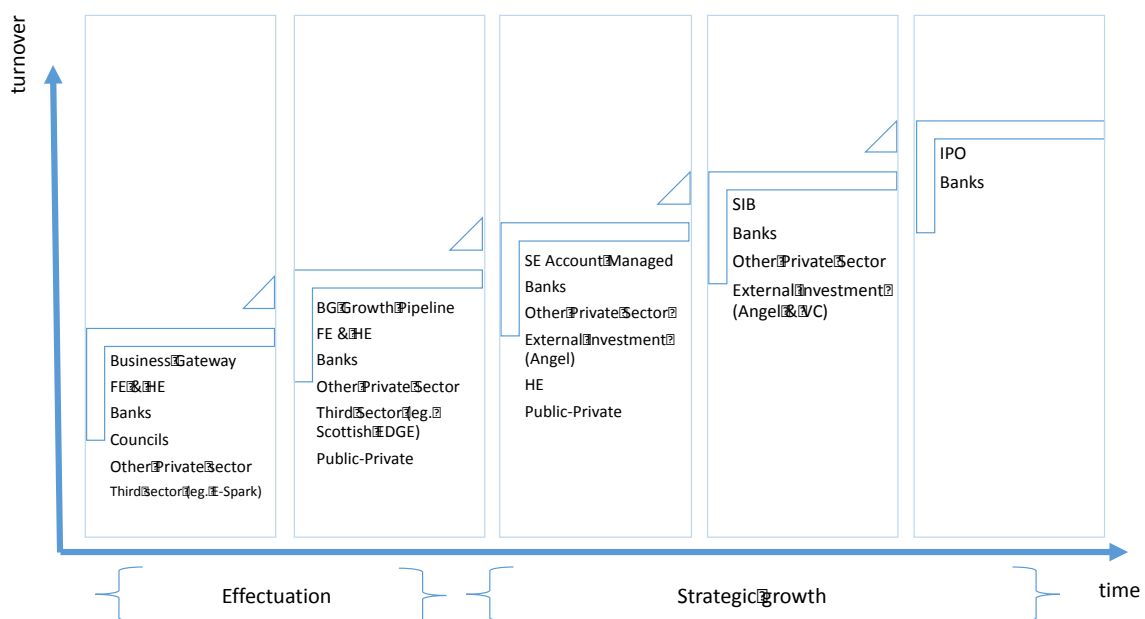 turnover
Business Gateway
FE & HE
Banks
Councils
Other Private sector
Third sector (eg. E-Spark)
BG Growth Pipeline
FE & HE
Banks
Other Private Sector
Third Sector (eg.
Scottish EDGE)
Public-Private
SE Account Managed
Banks
Other Private Sector
External Investment
(Angel)
HE
Public-Private
SIB
Banks
Other Private Sector
External Investment
(Angel & VC)
IPO
Banks
Effectuation
Strategic growth
time